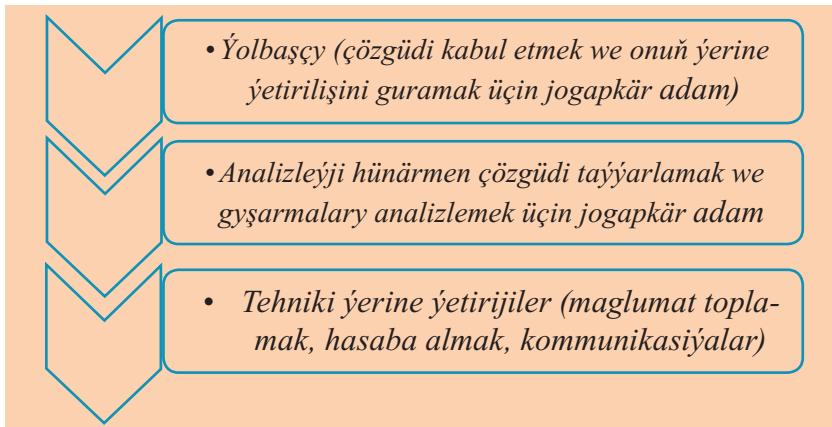 • Ýolbaşçy (çözgüdi kabul etmek we onuň ýerine
ýetirilişini guramak üçin jogapkär adam)
• Analizleýji hünärmen çözgüdi taýýarlamak we
gyşarmalary analizlemek üçin jogapkär adam
• Tehniki ýerine ýetirijiler (maglumat topla-
mak, hasaba almak, kommunikasiýalar)